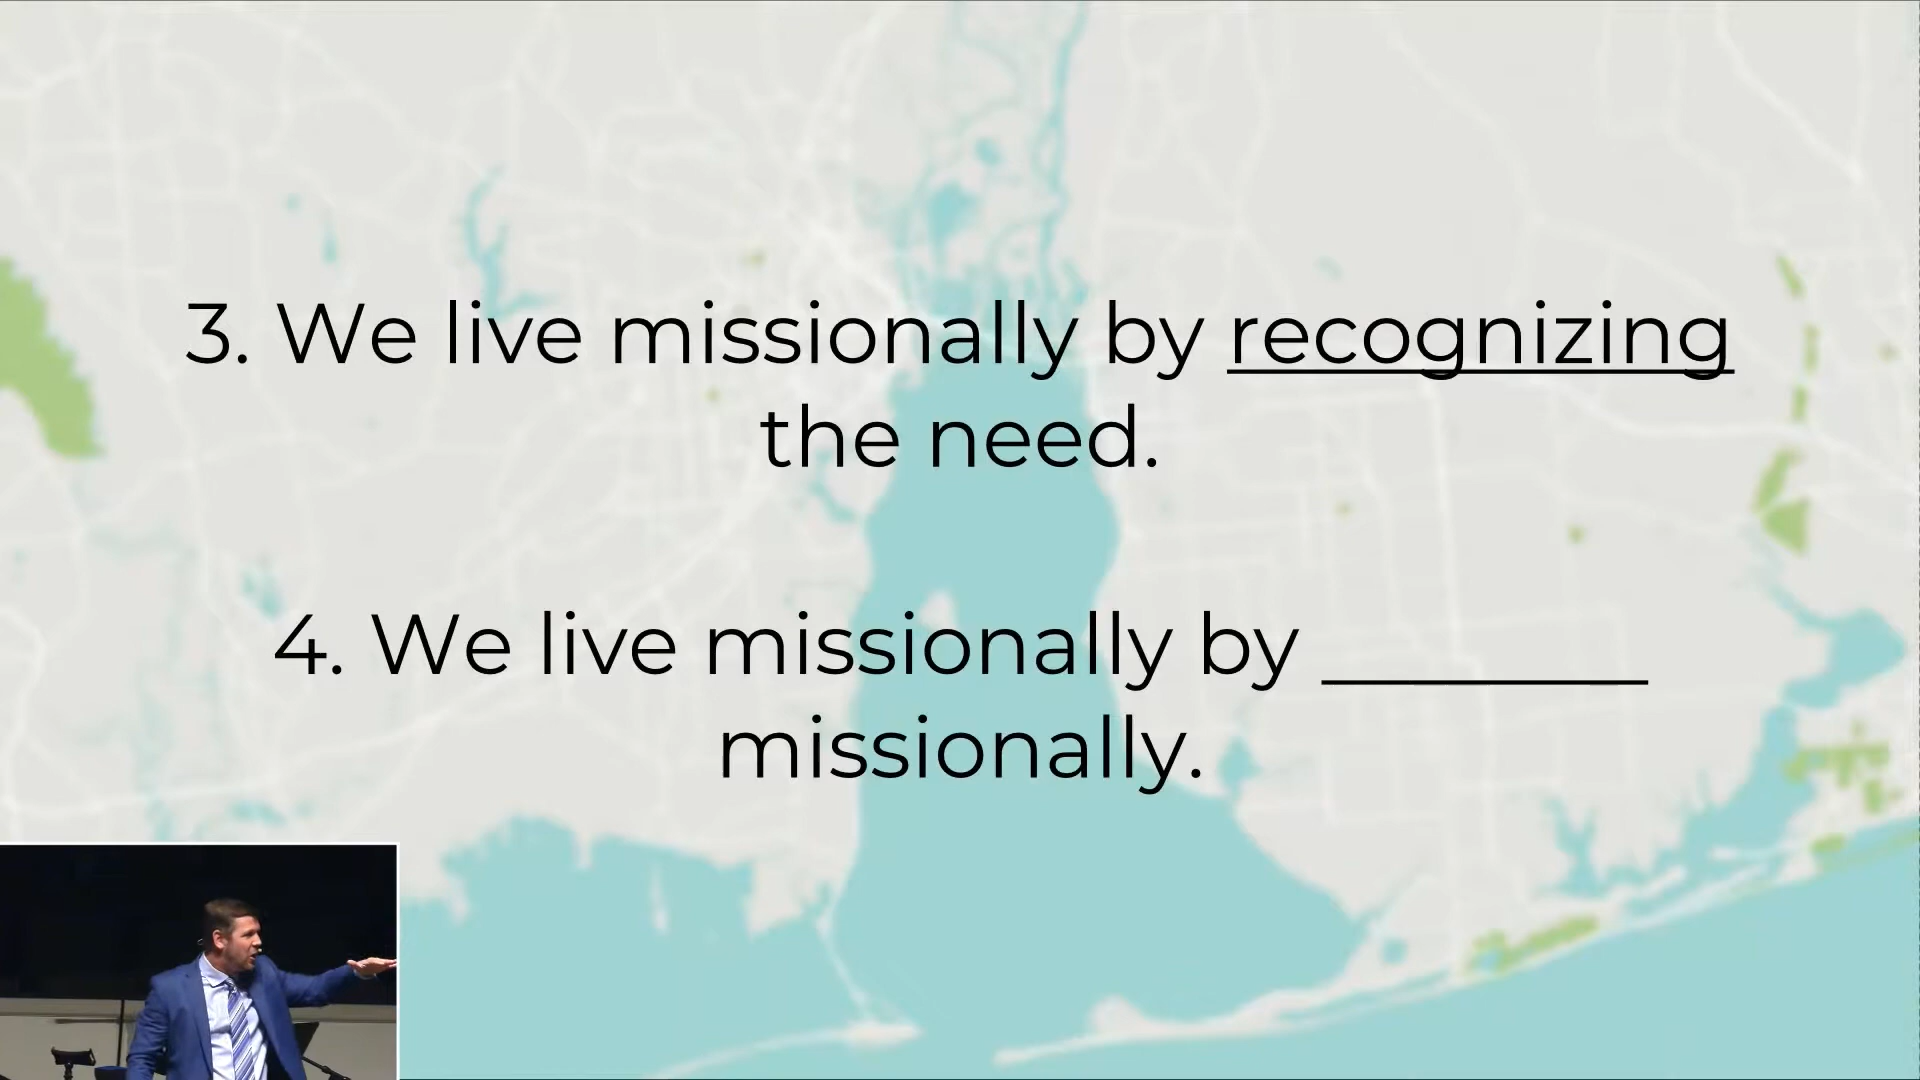 3. We live missionally by recognizing
the need.
4. We live missionally by ________
missionally.